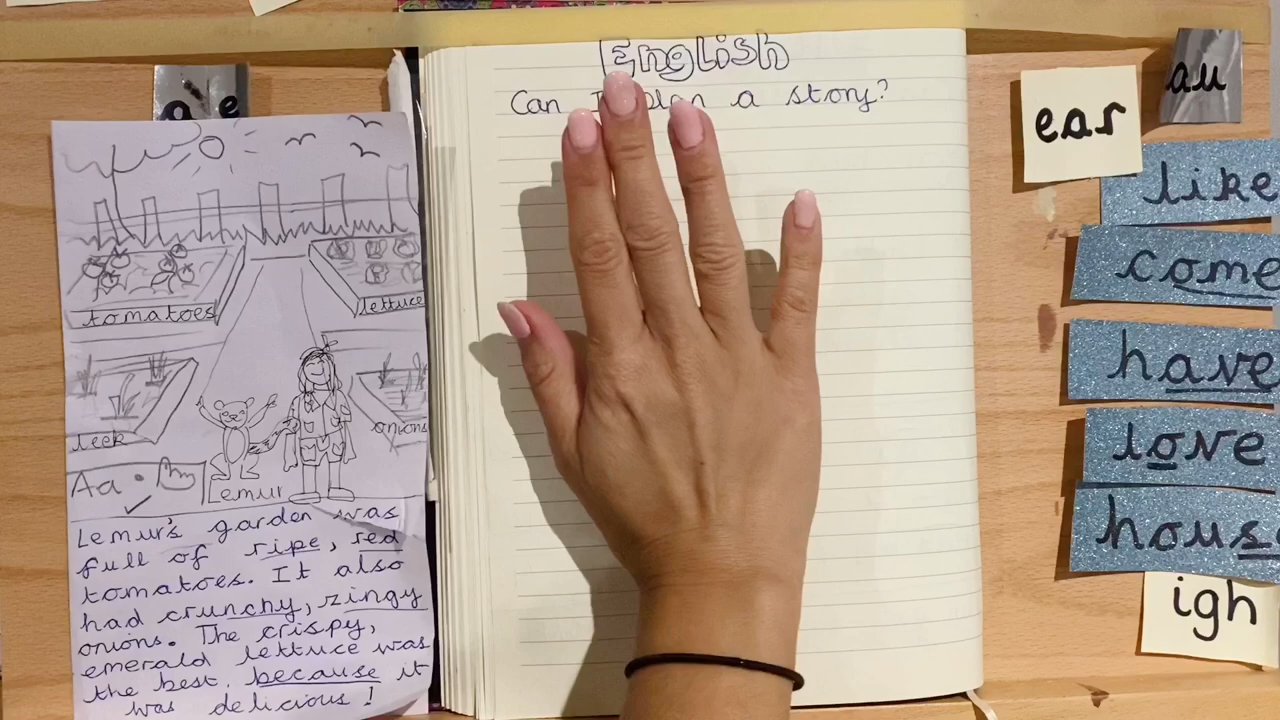 a e
tomatoes
lettuce
leek
onions
Aa
Lemur
Lemur's garden was
full of ripe, red
tomatoes. It also
had crunchy, zingy
onions. The crispy,
emerald lettuce was
the best, because it
was delicious!
English
Can I plan a story?
ear
au
like
come
have
love
hous
igh